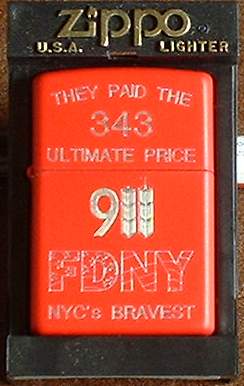 Zippo
U.S.A. LIGHTER
THEY PAID THE
343
ULTIMATE PRICE
911
FDNY
NYC's BRAVEST